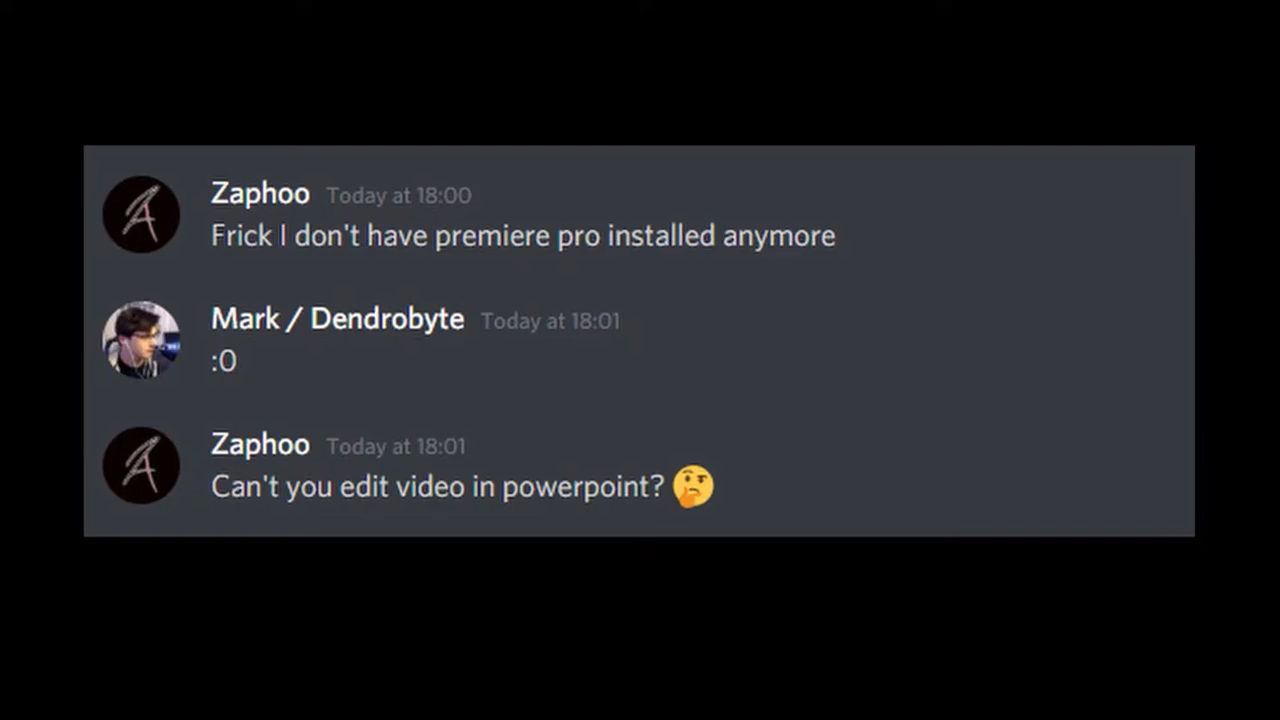 Zaphoo Today at 18:00
Frick I don't have premiere pro installed anymore
Mark / Dendrobyte Today at 18:01
:0
Zaphoo Today at 18:01
Can't you edit video in powerpoint? 🤔